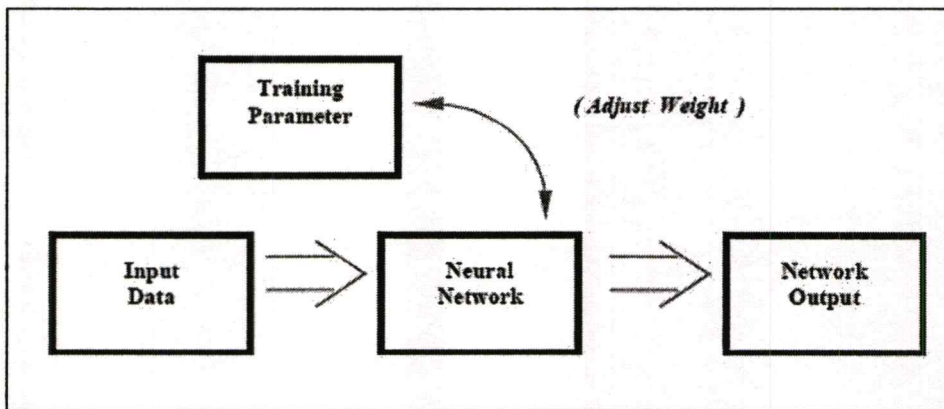 Training
Parameter
( Adjust Weight )
Input
Data
Neural
Network
Network
Output